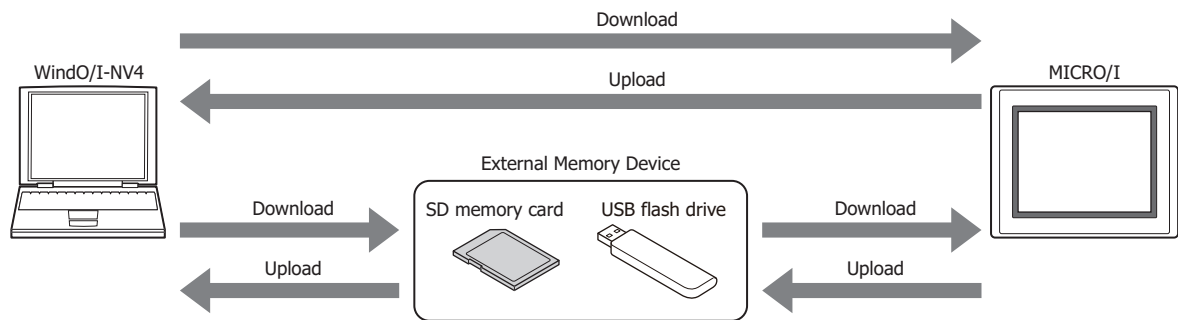 Download
WindO/I-NV4
Upload
MICRO/I
External Memory Device
Download
SD memory card
USB flash drive
Download
Upload
Upload